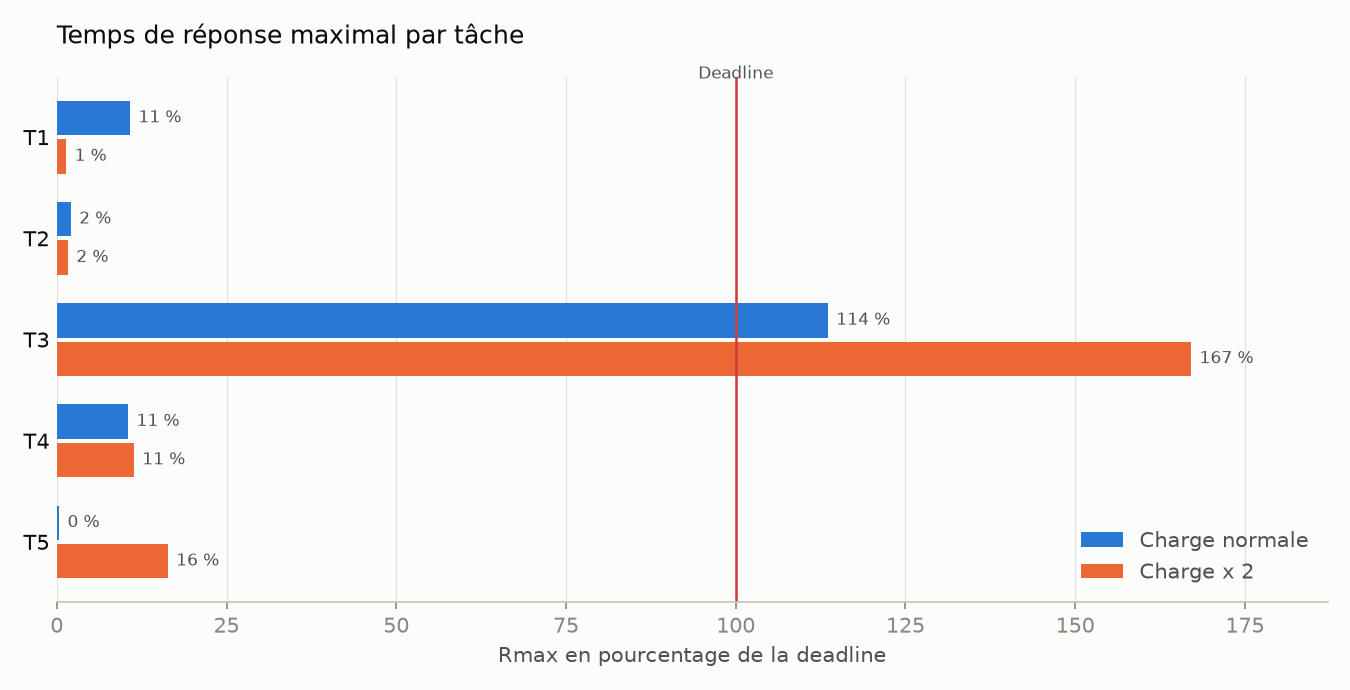 Temps de réponse maximal par tâche
Deadline
T1
11 %
1 %
T2
2 %
2 %
T3
114 %
167 %
T4
11 %
11 %
T5
0 %
16 %
Charge normale
Charge x 2
0 25 50 75 100 125 150 175
Rmax en pourcentage de la deadline